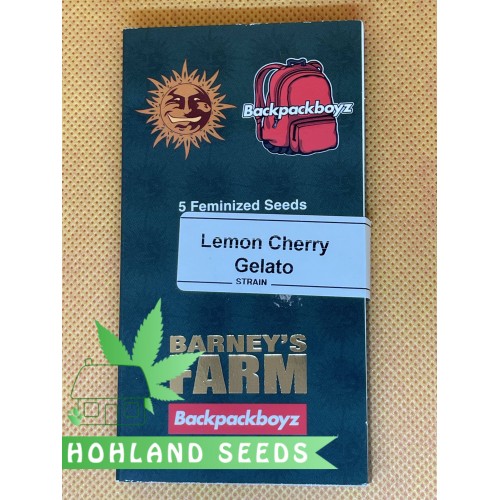 Backpackboyz
5 Feminized Seeds
Lemon Cherry
Gelato
STRAIN
BARNEY'S
FARM
Backpackboyz
HOHLAND SEEDS